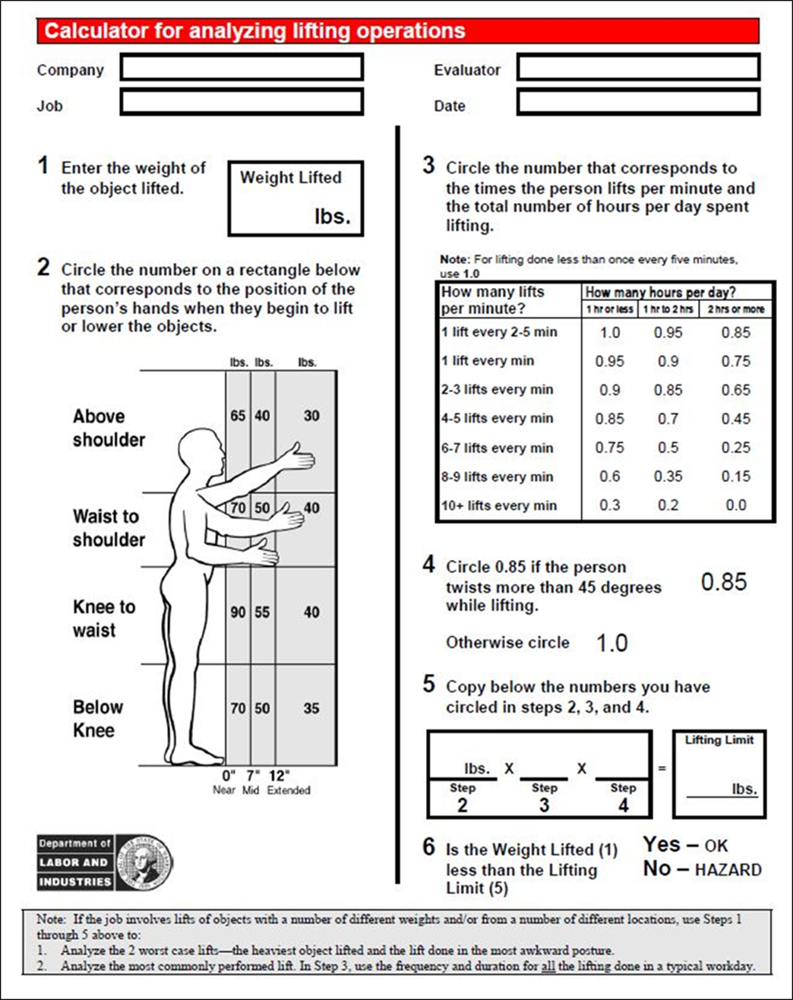 Calculator for analyzing lifting operations
Company
Evaluator
Job
Date
1 Enter the weight of
the object lifted.
Weight Lifted
lbs.
2 Circle the number on a rectangle below
that corresponds to the position of the
person's hands when they begin to lift
or lower the objects.
lbs. lbs. lbs.
Above
shoulder
65 40 30
Waist to
shoulder
70 50 40
Knee to
waist
90 55 40
Below
Knee
70 50 35
0" 7" 12"
Near Mid Extended
Department of
LABOR AND
INDUSTRIES
3 Circle the number that corresponds to
the times the person lifts per minute and
the total number of hours per day spent
lifting.
Note: For lifting done less than once every five minutes,
use 1.0
How many lifts
per minute?
How many hours per day?
1 hr or less 1 hr to 2 hrs 2 hrs or more
1 lift every 2-5 min 1.0 0.95 0.85
1 lift every min 0.95 0.9 0.75
2-3 lifts every min 0.9 0.85 0.65
4-5 lifts every min 0.85 0.7 0.45
6-7 lifts every min 0.75 0.5 0.25
8-9 lifts every min 0.6 0.35 0.15
10+ lifts every min 0.3 0.2 0.0
4 Circle 0.85 if the person
twists more than 45 degrees
while lifting.
0.85
Otherwise circle 1.0
5 Copy below the numbers you have
circled in steps 2, 3, and 4.
lbs. X X =
Step Step Step
2 3 4
Lifting Limit
lbs.
6 Is the Weight Lifted (1)
less than the Lifting
Limit (5)
Yes – OK
No – HAZARD
Note: If the job involves lifts of objects with a number of different weights and/or from a number of different locations, use Steps 1
through 5 above to:
1. Analyze the 2 worst case lifts—the heaviest object lifted and the lift done in the most awkward posture.
2. Analyze the most commonly performed lift. In Step 3, use the frequency and duration for all the lifting done in a typical workday.